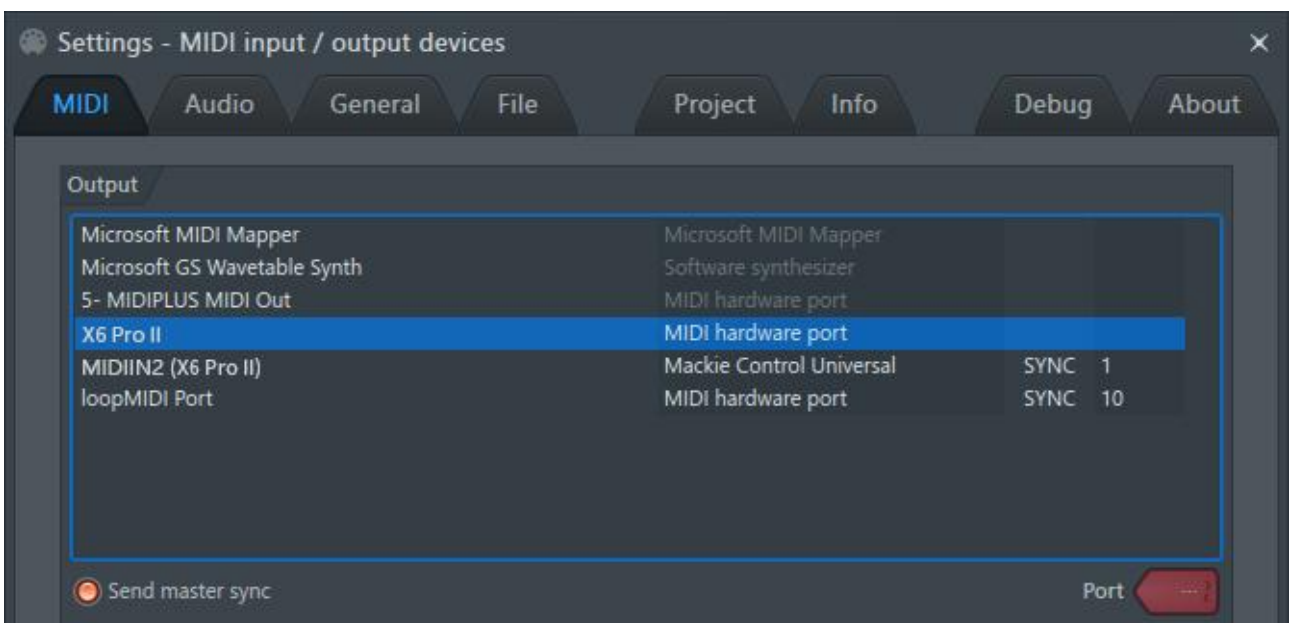 Settings - MIDI input / output devices
MIDI Audio General File Project Info Debug About
Output
Microsoft MIDI Mapper Microsoft MIDI Mapper
Microsoft GS Wavetable Synth Software synthesizer
5- MIDIPLUS MIDI Out MIDI hardware port
X6 Pro II MIDI hardware port
MIDIIN2 (X6 Pro II) Mackie Control Universal SYNC 1
loopMIDI Port MIDI hardware port SYNC 10
Send master sync Port ---